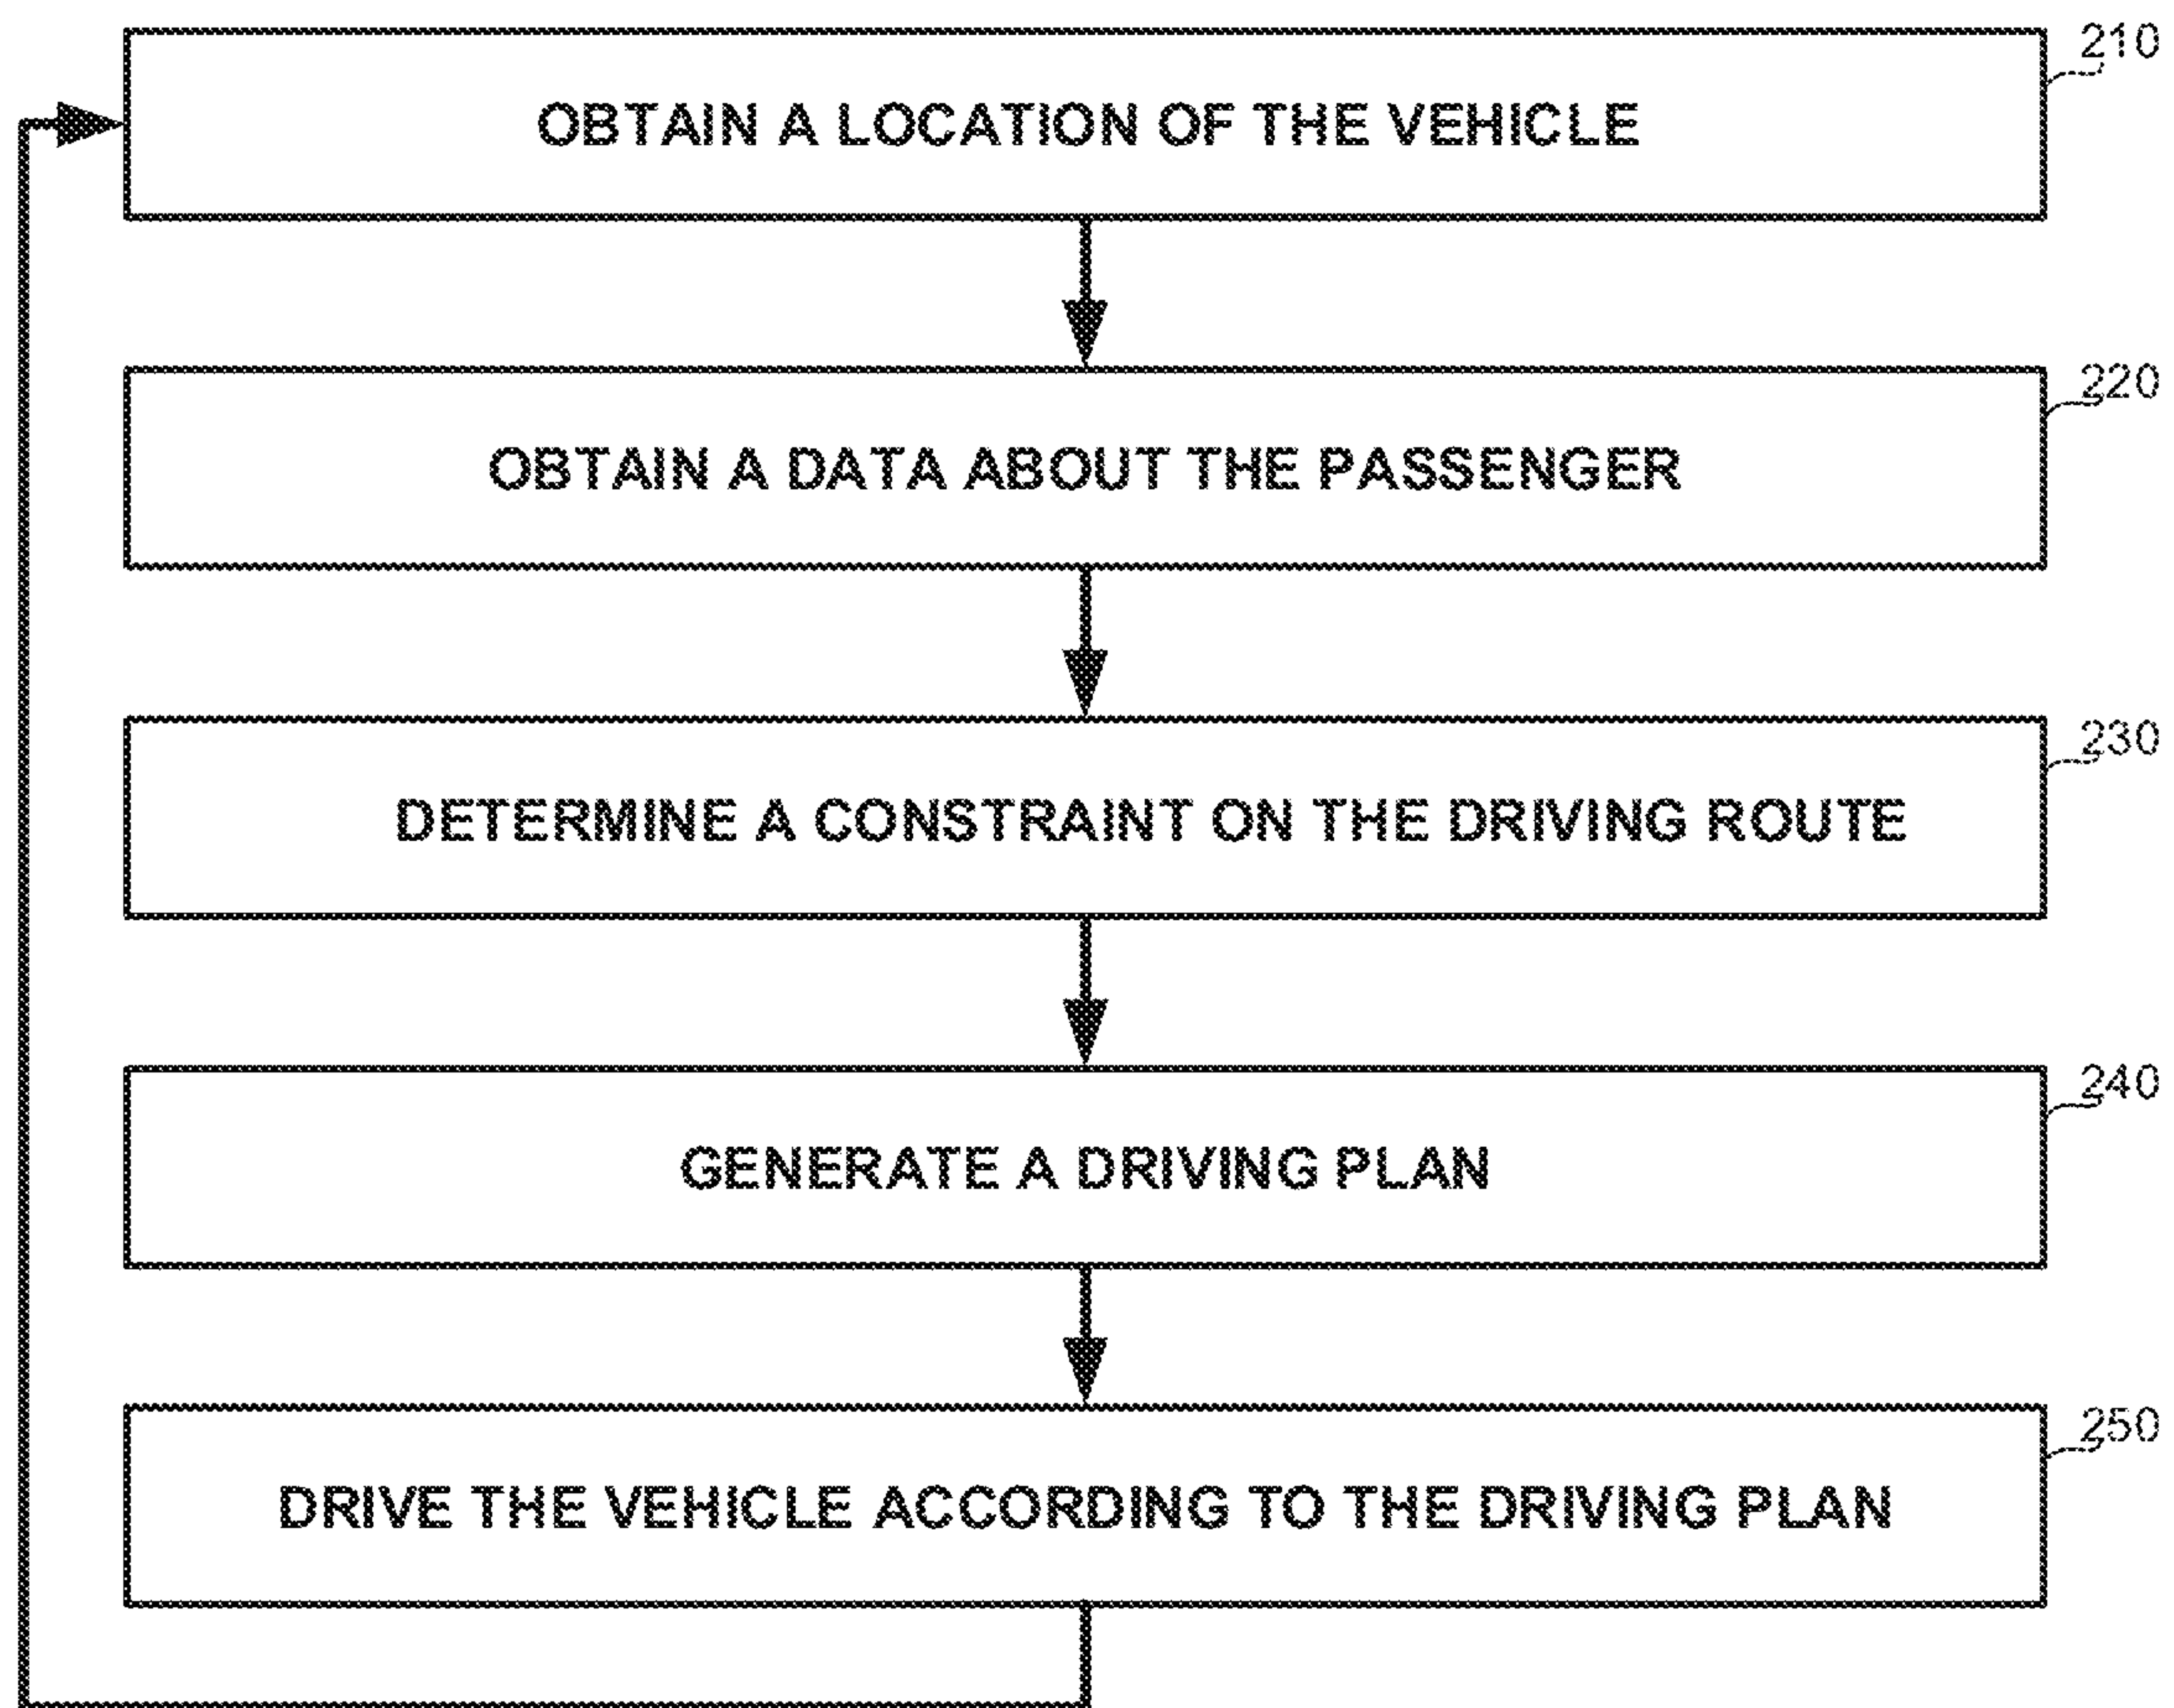 210
OBTAIN A LOCATION OF THE VEHICLE
220
OBTAIN A DATA ABOUT THE PASSENGER
230
DETERMINE A CONSTRAINT ON THE DRIVING ROUTE
240
GENERATE A DRIVING PLAN
250
DRIVE THE VEHICLE ACCORDING TO THE DRIVING PLAN